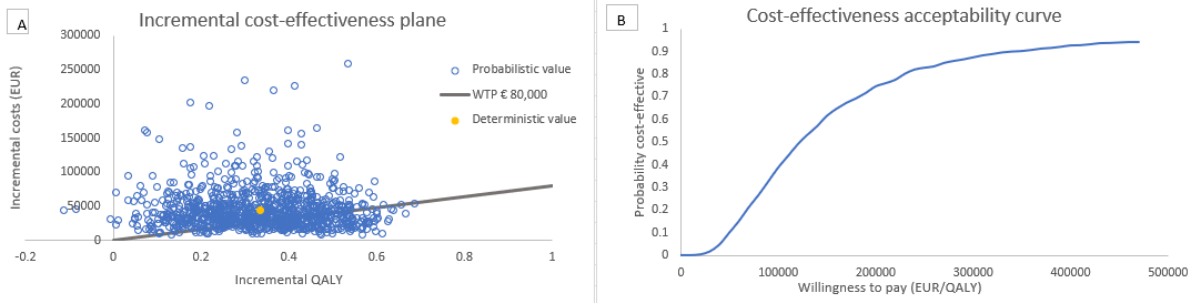 A
Incremental cost-effectiveness plane
Incremental costs (EUR)
300000
250000
200000
150000
100000
50000
0
-0.2
0
0.2
0.4
0.6
0.8
1
Incremental QALY
Probabilistic value
WTP € 80,000
Deterministic value
B
Cost-effectiveness acceptability curve
Probability cost-effective
1
0.9
0.8
0.7
0.6
0.5
0.4
0.3
0.2
0.1
0
0
100000
200000
300000
400000
500000
Willingness to pay (EUR/QALY)